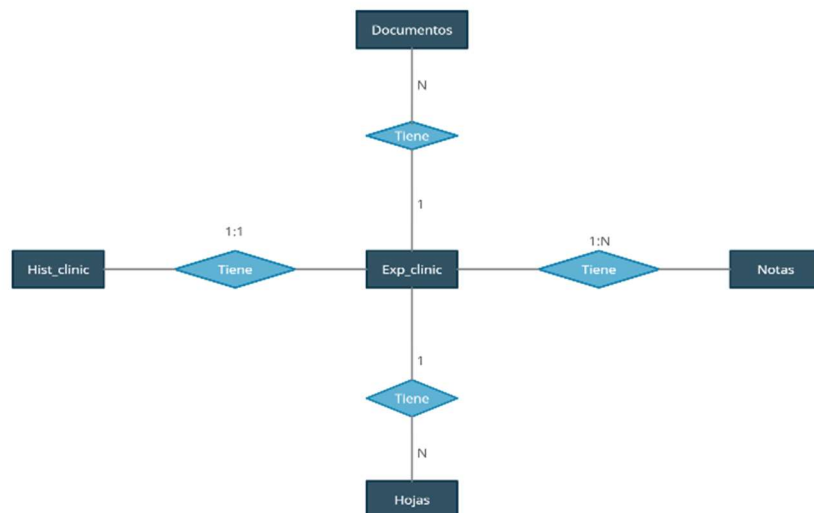 Documentos
N
Tiene
1
1:1
1:N
Hist_clinic
Tiene
Exp_clinic
Tiene
Notas
1
Tiene
N
Hojas